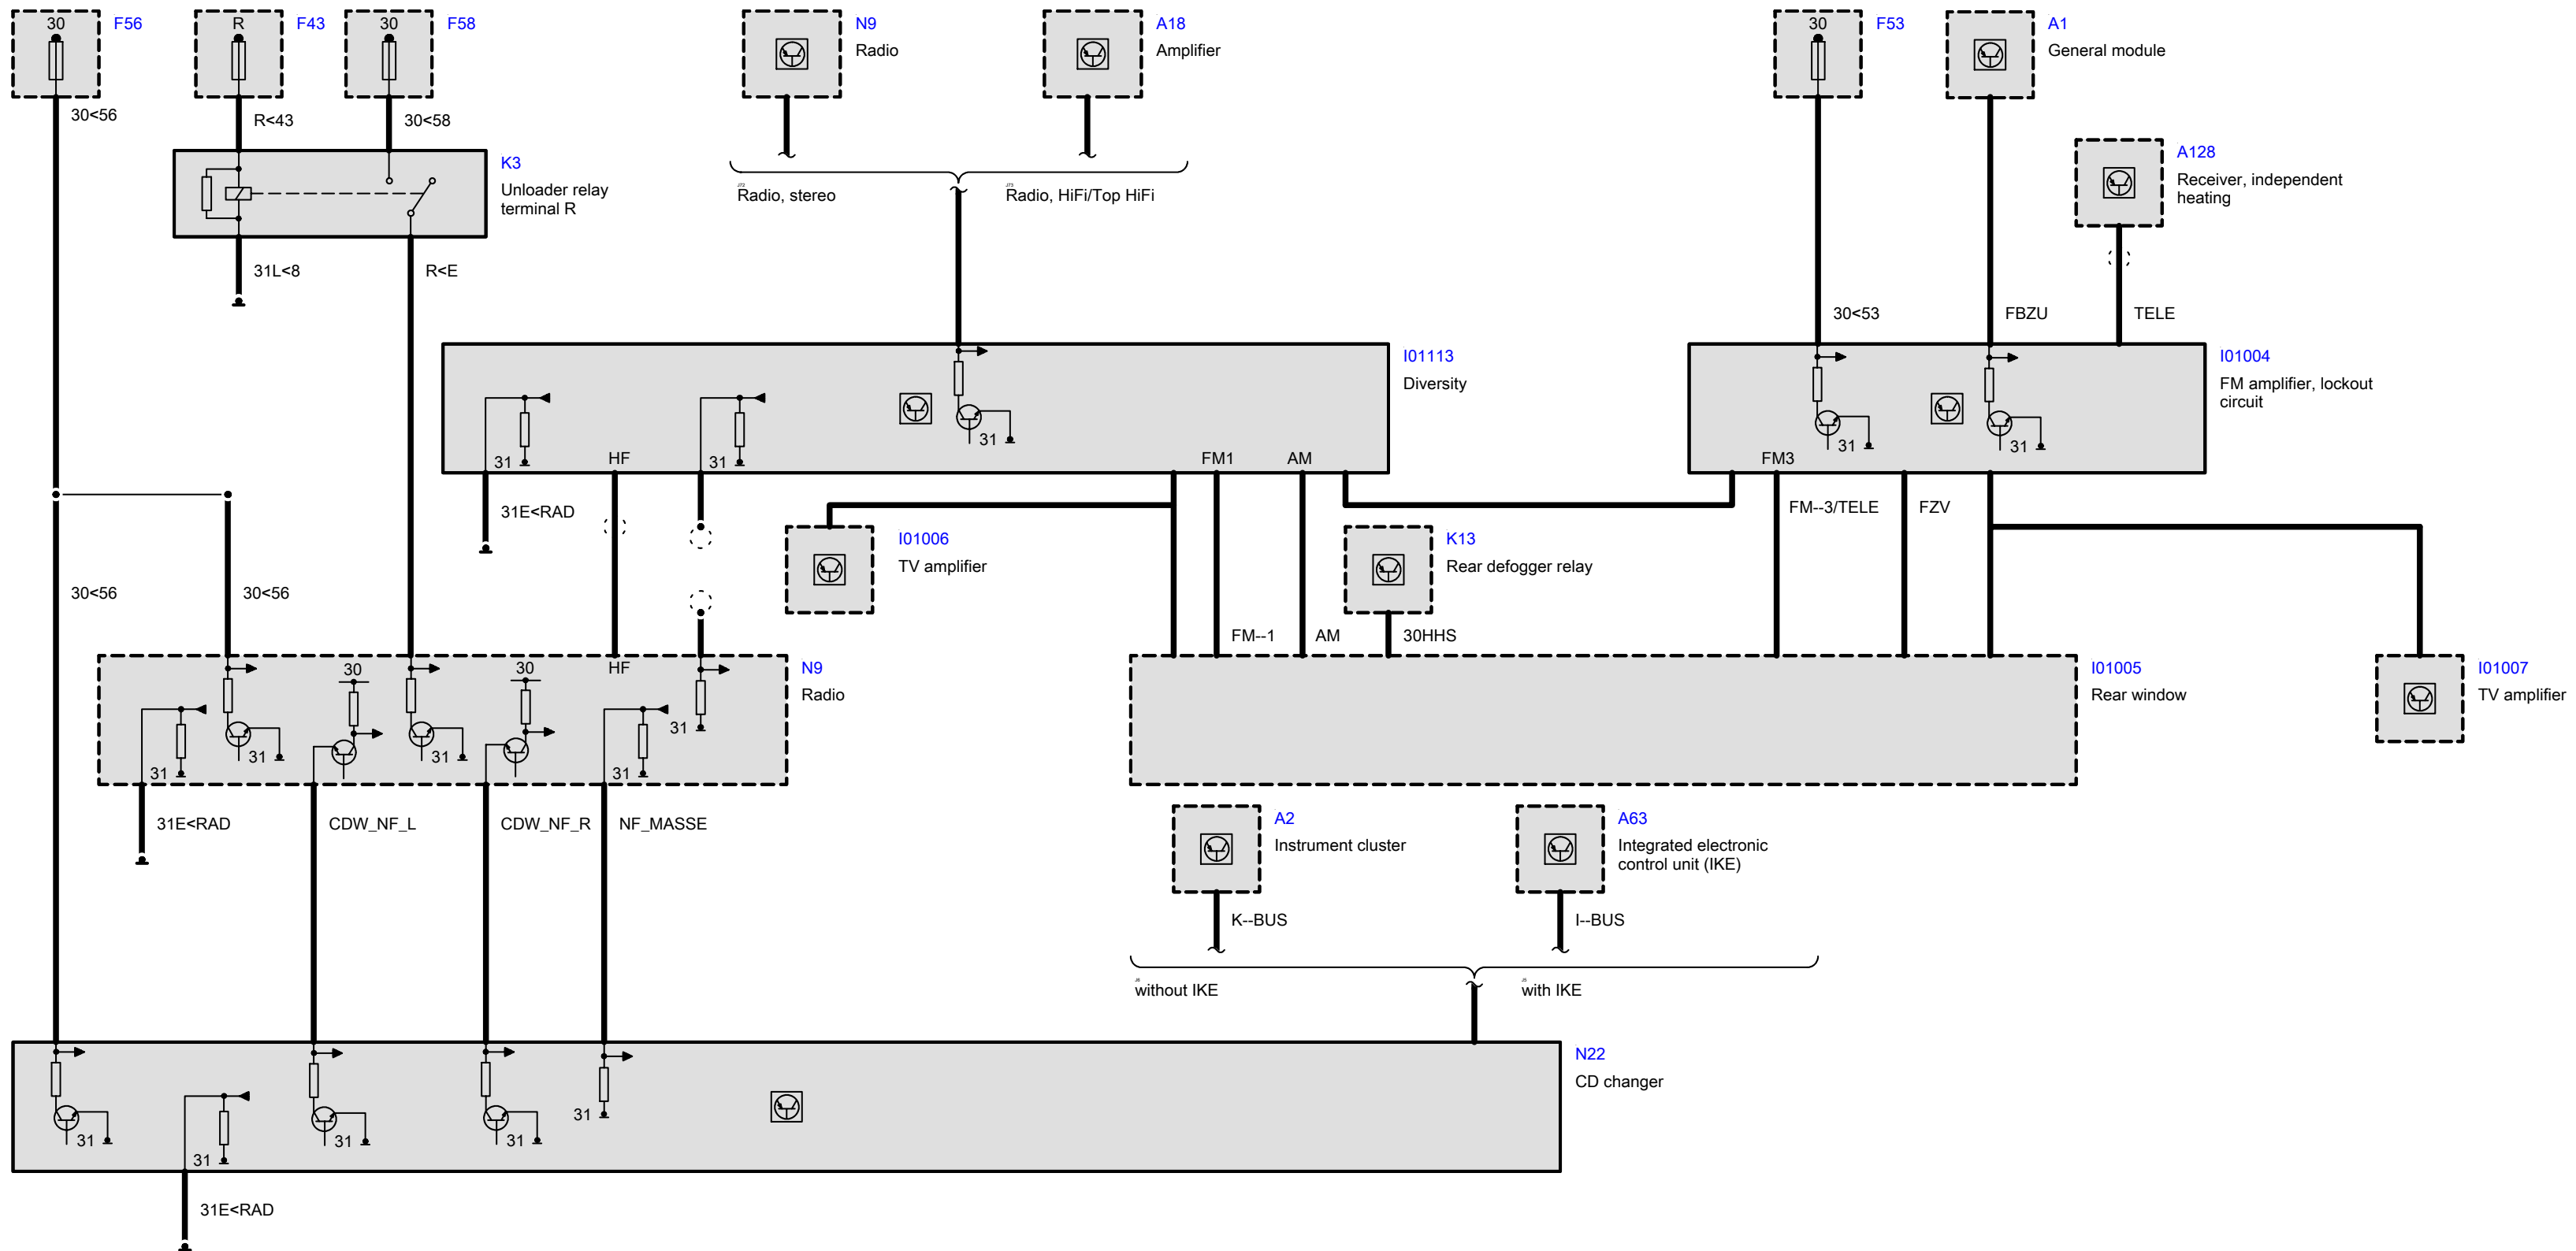 30
F56
R
F43
30
F58
N9
Radio
A18
Amplifier
30
F53
A1
General module
30<56
R<43
30<58
A128
Receiver, independent
heating
K3
Unloader relay
terminal R
Radio, stereo
Radio, HiFi/Top HiFi
31L<8
R<E
30<53
FBZU
TELE
I01113
Diversity
I01004
FM amplifier, lockout
circuit
31
31
31
31
31
HF
FM1
AM
FM3
31E<RAD
FM--3/TELE
FZV
I01006
TV amplifier
K13
Rear defogger relay
30<56
30<56
FM--1
AM
30HHS
30
30
HF
N9
Radio
I01005
Rear window
I01007
TV amplifier
31
31
31
31
31
31E<RAD
CDW_NF_L
CDW_NF_R
NF_MASSE
A2
Instrument cluster
A63
Integrated electronic
control unit (IKE)
K--BUS
I--BUS
without IKE
with IKE
N22
CD changer
31
31
31
31
31
31E<RAD